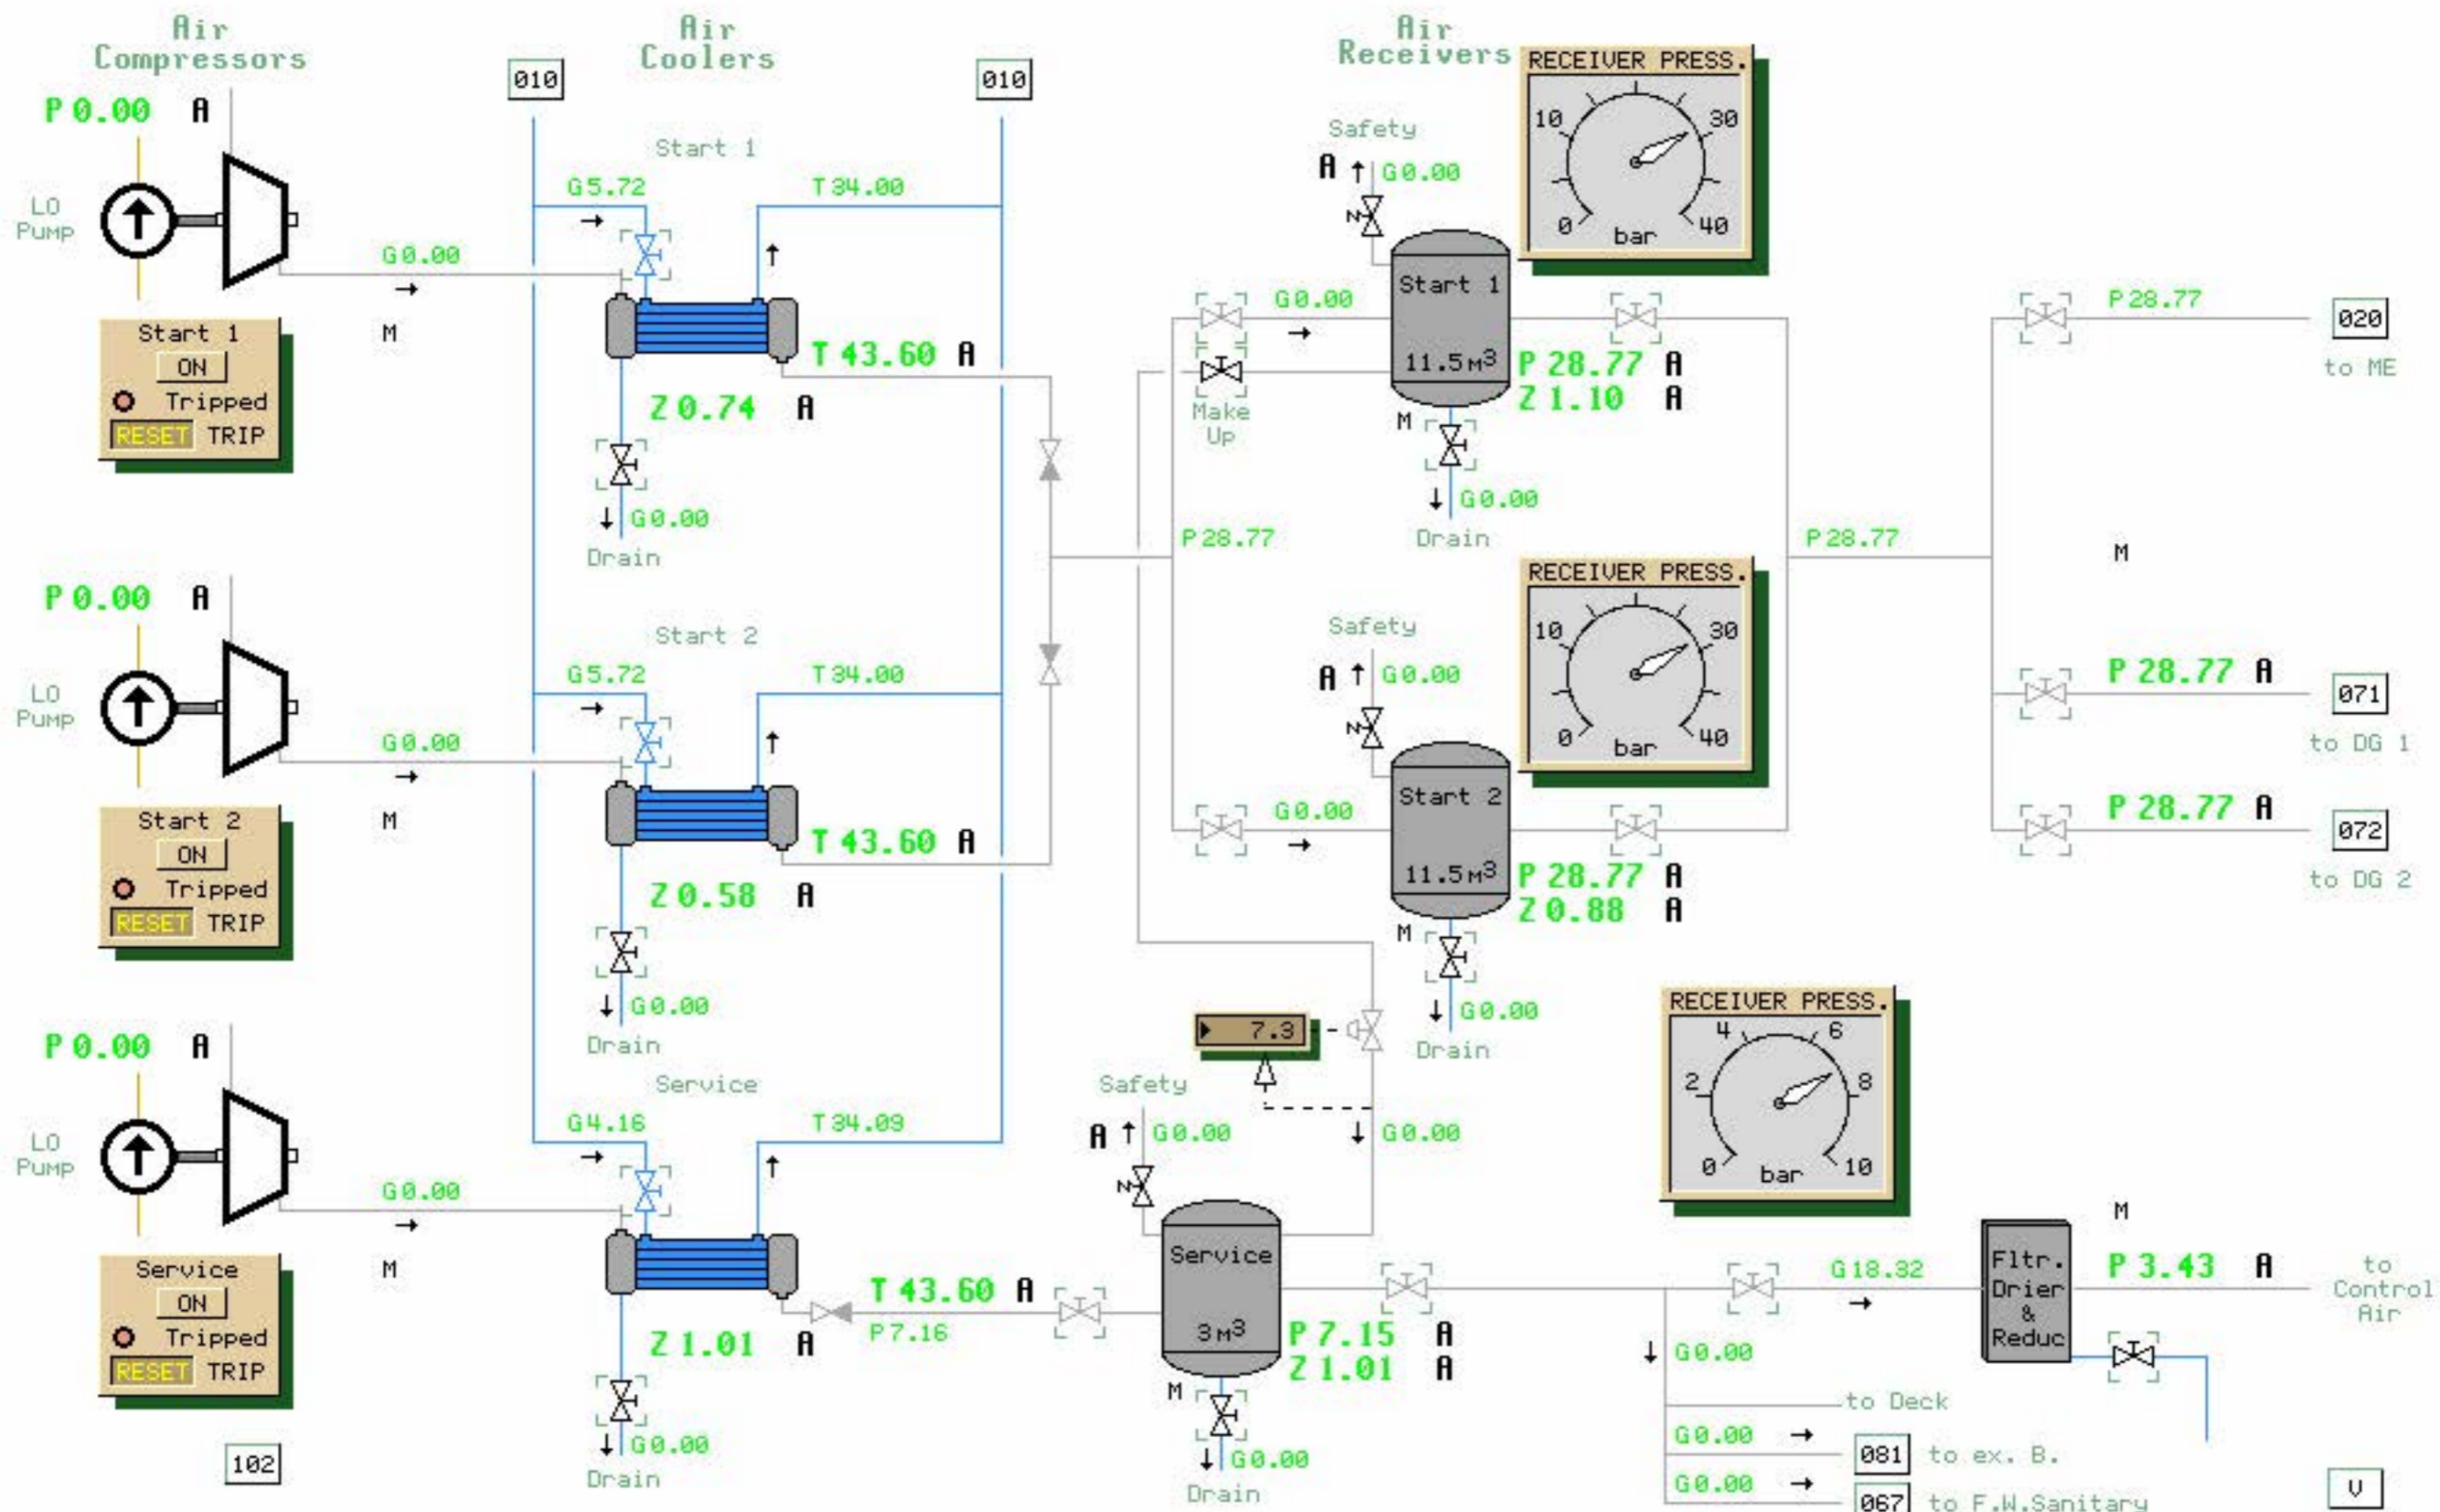 Air
Compressors
Air
Coolers
Air
Receivers
010
010
RECEIVER PRESS.
10
30
0
40
bar
P 0.00 A
Start 1
Safety
A G0.00
G5.72
T34.00
LO
Pump
G0.00
M
Start 1
ON
Tripped
RESET TRIP
T 43.60 A
Z 0.74 A
G0.00
Drain
G0.00
Make
Up
Start 1
11.5 M3
P 28.77 A
Z 1.10 A
M
G0.00
Drain
P28.77
P28.77
P28.77
020
to ME
M
P 0.00 A
Start 2
Safety
A G0.00
RECEIVER PRESS.
10
30
0
40
bar
G5.72
T34.00
LO
Pump
G0.00
M
Start 2
ON
Tripped
RESET TRIP
T 43.60 A
Z 0.58 A
G0.00
Drain
G0.00
Start 2
11.5 M3
P 28.77 A
Z 0.88 A
M
G0.00
Drain
P 28.77 A
071
to DG 1
P 28.77 A
072
to DG 2
P 0.00 A
Service
7.3
Safety
A G0.00
G0.00
RECEIVER PRESS.
4
6
2
8
0
10
bar
G4.16
T34.09
LO
Pump
G0.00
M
Service
ON
Tripped
RESET TRIP
T 43.60 A
P7.16
Z 1.01 A
G0.00
Drain
Service
3 M3
P 7.15 A
Z 1.01 A
M
G0.00
Drain
G18.32
Fltr.
Drier
&
Reduc
M
P 3.43 A
to
Control
Air
G0.00
to Deck
G0.00
081 to ex. B.
G0.00
067 to F.W.Sanitary
102
V